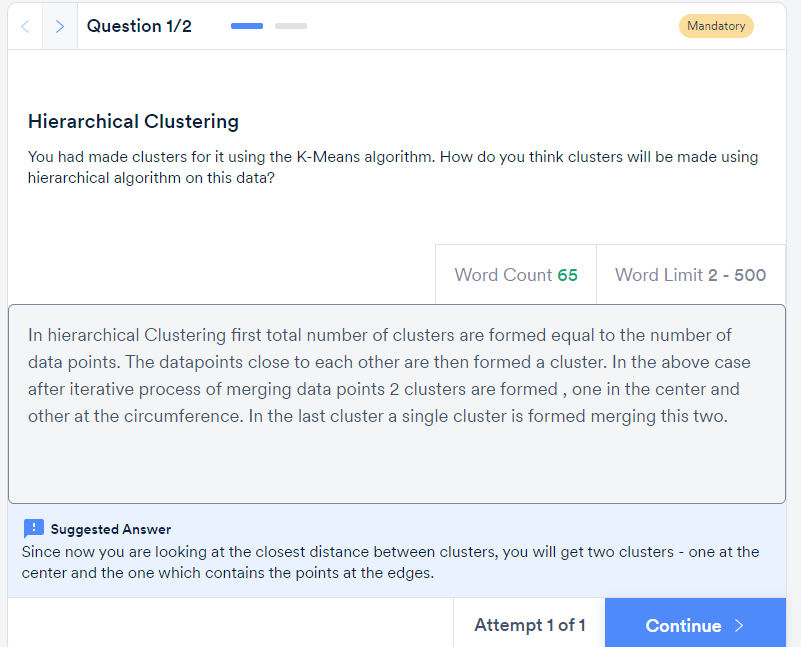 Question 1/2
Mandatory
Hierarchical Clustering
You had made clusters for it using the K-Means algorithm. How do you think clusters will be made using
hierarchical algorithm on this data?
Word Count 65
Word Limit 2 - 500
In hierarchical Clustering first total number of clusters are formed equal to the number of
data points. The datapoints close to each other are then formed a cluster. In the above case
after iterative process of merging data points 2 clusters are formed , one in the center and
other at the circumference. In the last cluster a single cluster is formed merging this two.
Suggested Answer
Since now you are looking at the closest distance between clusters, you will get two clusters - one at the
center and the one which contains the points at the edges.
Attempt 1 of 1
Continue